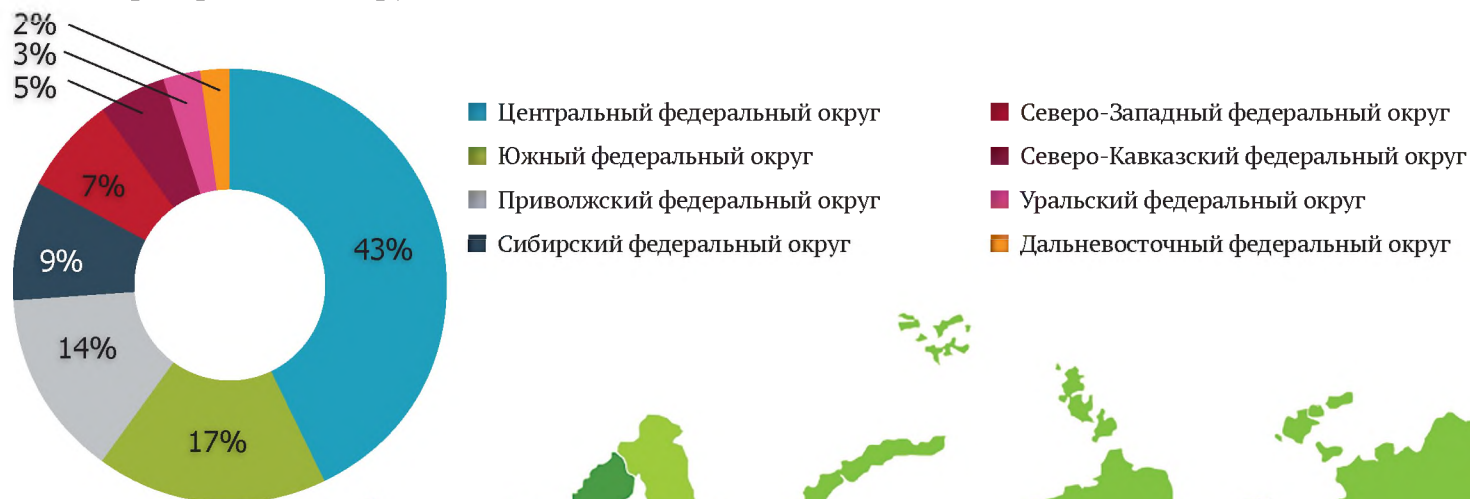 2%
3%
5%
7%
43%
9%
14%
17%
Центральный федеральный округ
Южный федеральный округ
Приволжский федеральный округ
Сибирский федеральный округ
Северо-Западный федеральный округ
Северо-Кавказский федеральный округ
Уральский федеральный округ
Дальневосточный федеральный округ